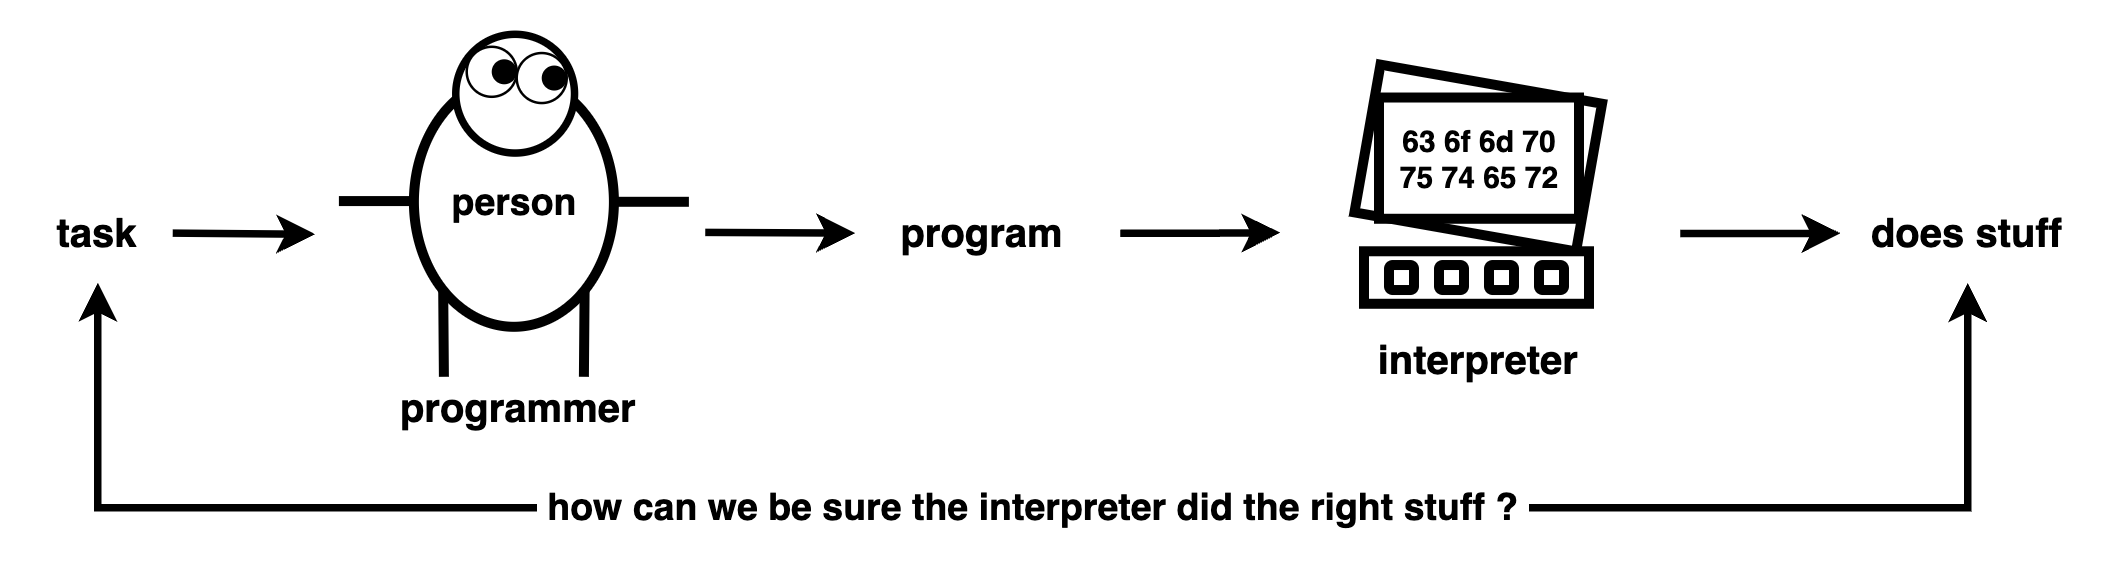 task
person
programmer
program
63 6f 6d 70
75 74 65 72
interpreter
does stuff
how can we be sure the interpreter did the right stuff ?